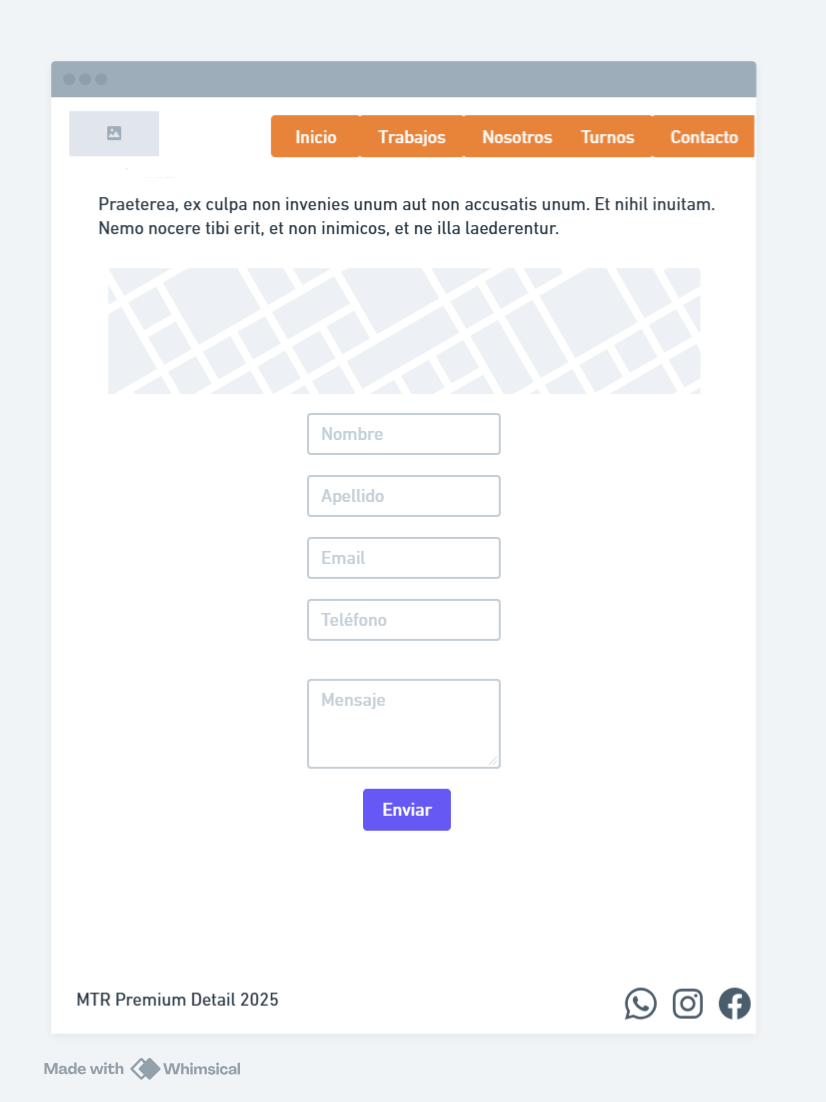 Inicio Trabajos Nosotros Turnos Contacto
Praeterea, ex culpa non invenies unum aut non accusatis unum. Et nihil inuitam.
Nemo nocere tibi erit, et non inimicos, et ne illa laederentur.
Nombre
Apellido
Email
Teléfono
Mensaje
Enviar
MTR Premium Detail 2025
Made with Whimsical